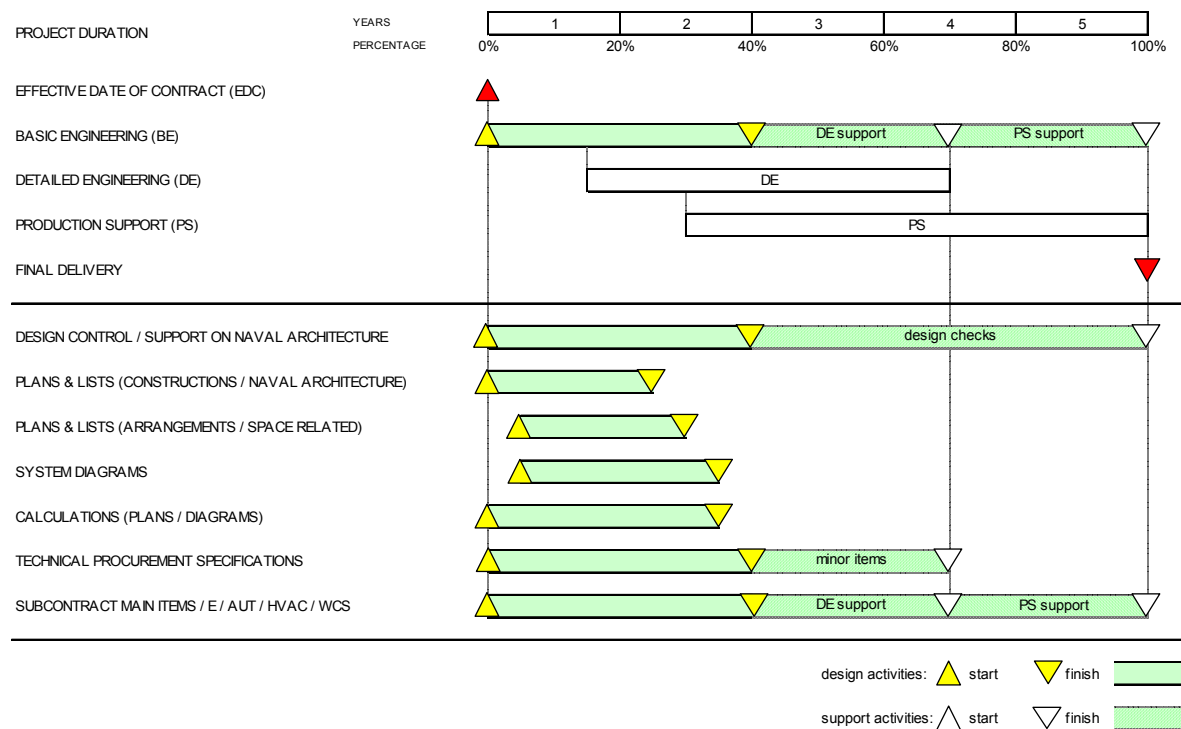 PROJECT DURATION
YEARS 1 2 3 4 5
PERCENTAGE 0% 20% 40% 60% 80% 100%
EFFECTIVE DATE OF CONTRACT (EDC)
BASIC ENGINEERING (BE) DE support PS support
DETAILED ENGINEERING (DE) DE
PRODUCTION SUPPORT (PS) PS
FINAL DELIVERY
DESIGN CONTROL / SUPPORT ON NAVAL ARCHITECTURE design checks
PLANS & LISTS (CONSTRUCTIONS / NAVAL ARCHITECTURE)
PLANS & LISTS (ARRANGEMENTS / SPACE RELATED)
SYSTEM DIAGRAMS
CALCULATIONS (PLANS / DIAGRAMS)
TECHNICAL PROCUREMENT SPECIFICATIONS minor items
SUBCONTRACT MAIN ITEMS / E / AUT / HVAC / WCS DE support PS support
design activities: start finish
support activities: start finish